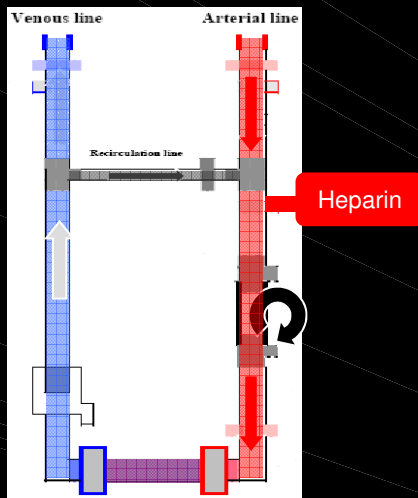 Venous line
Arterial line
Recirculation line
Heparin